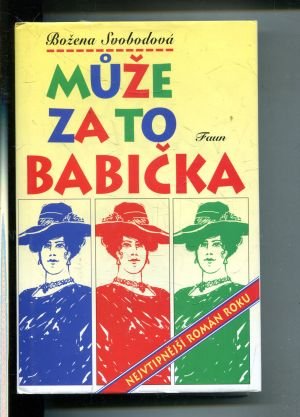 Božena Svobodová
MŮŽE
ZA TO
Faun
BABIČKA
NEJVTIPNĚJŠÍ ROMÁN ROKU